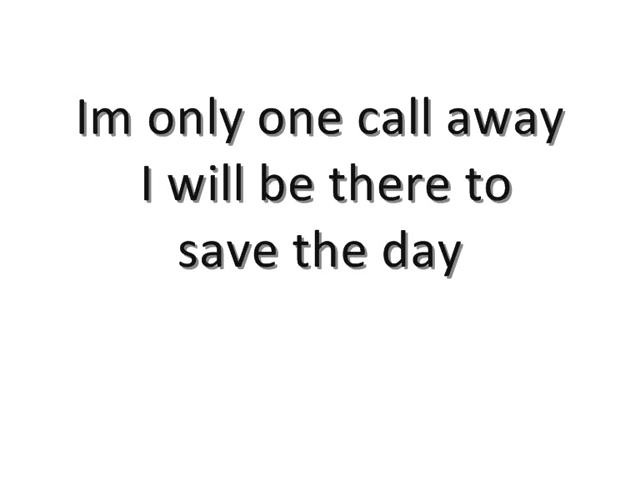 Im only one call away
I will be there to
save the day